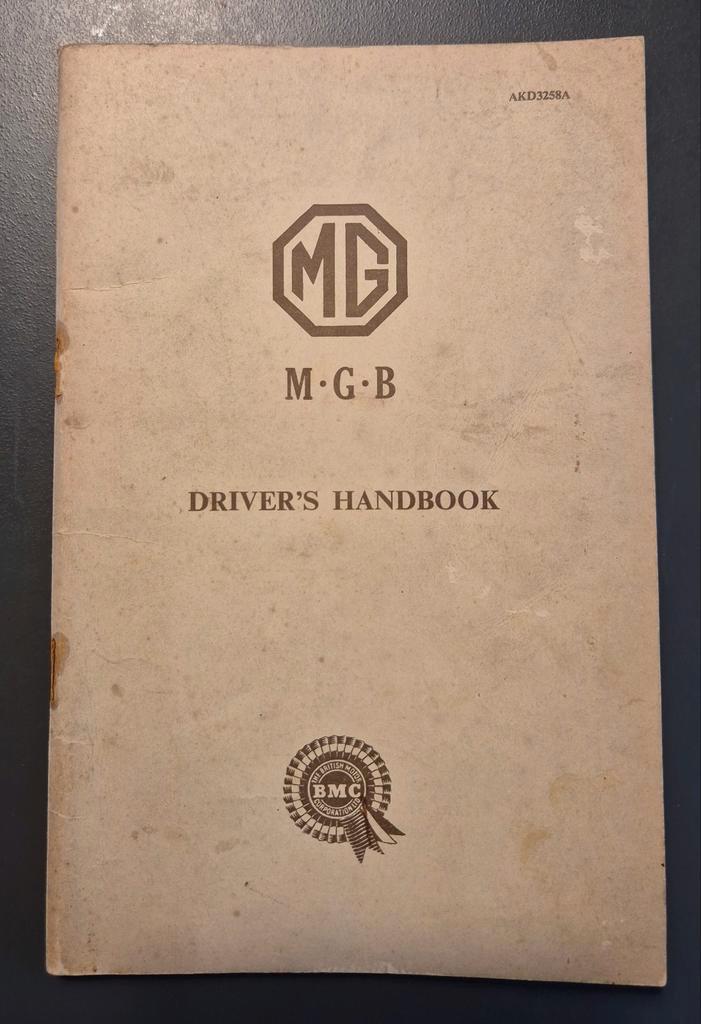 AKD3258A
MG
M·G·B
DRIVER'S HANDBOOK
THE BRITISH MOTOR
BMC
CORPORATION LTD